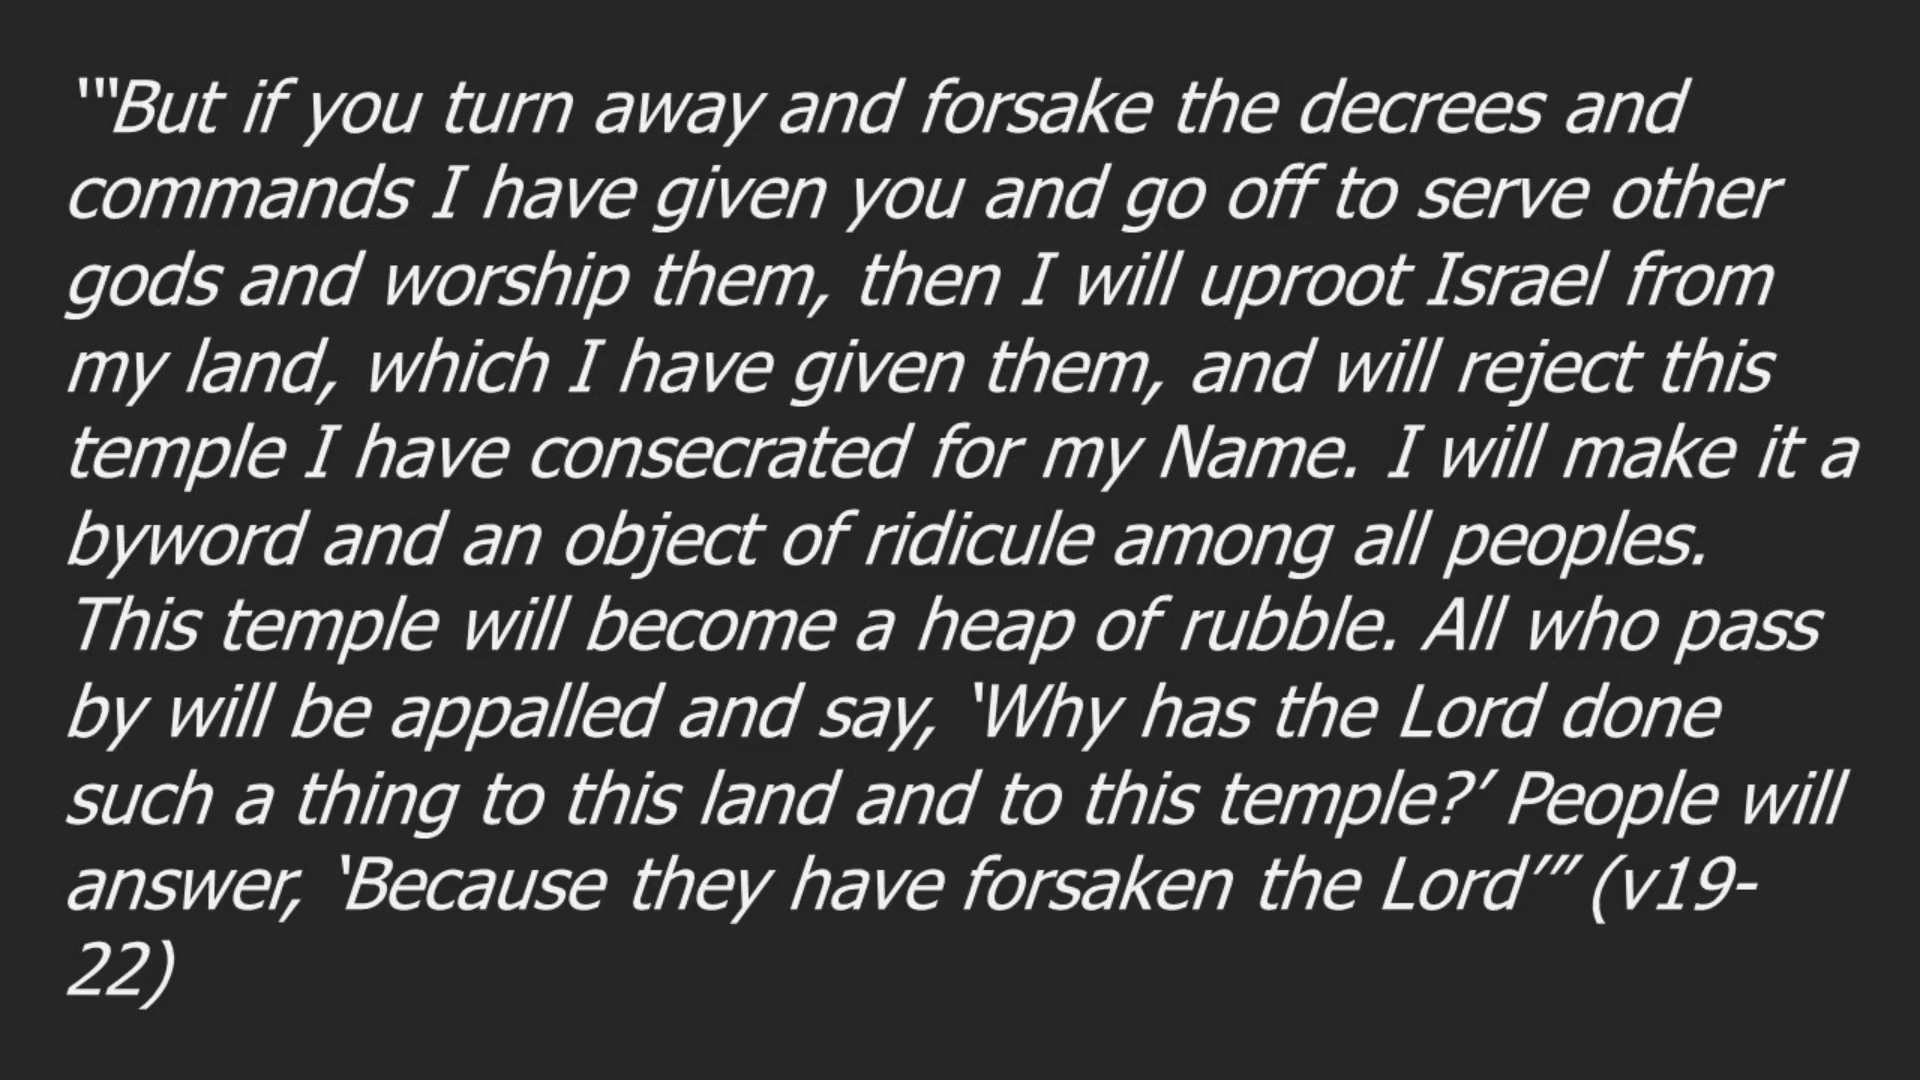 ‘“But if you turn away and forsake the decrees and
commands I have given you and go off to serve other
gods and worship them, then I will uproot Israel from
my land, which I have given them, and will reject this
temple I have consecrated for my Name. I will make it a
byword and an object of ridicule among all peoples.
This temple will become a heap of rubble. All who pass
by will be appalled and say, ‘Why has the Lord done
such a thing to this land and to this temple?’ People will
answer, ‘Because they have forsaken the Lord’” (v19-
22)